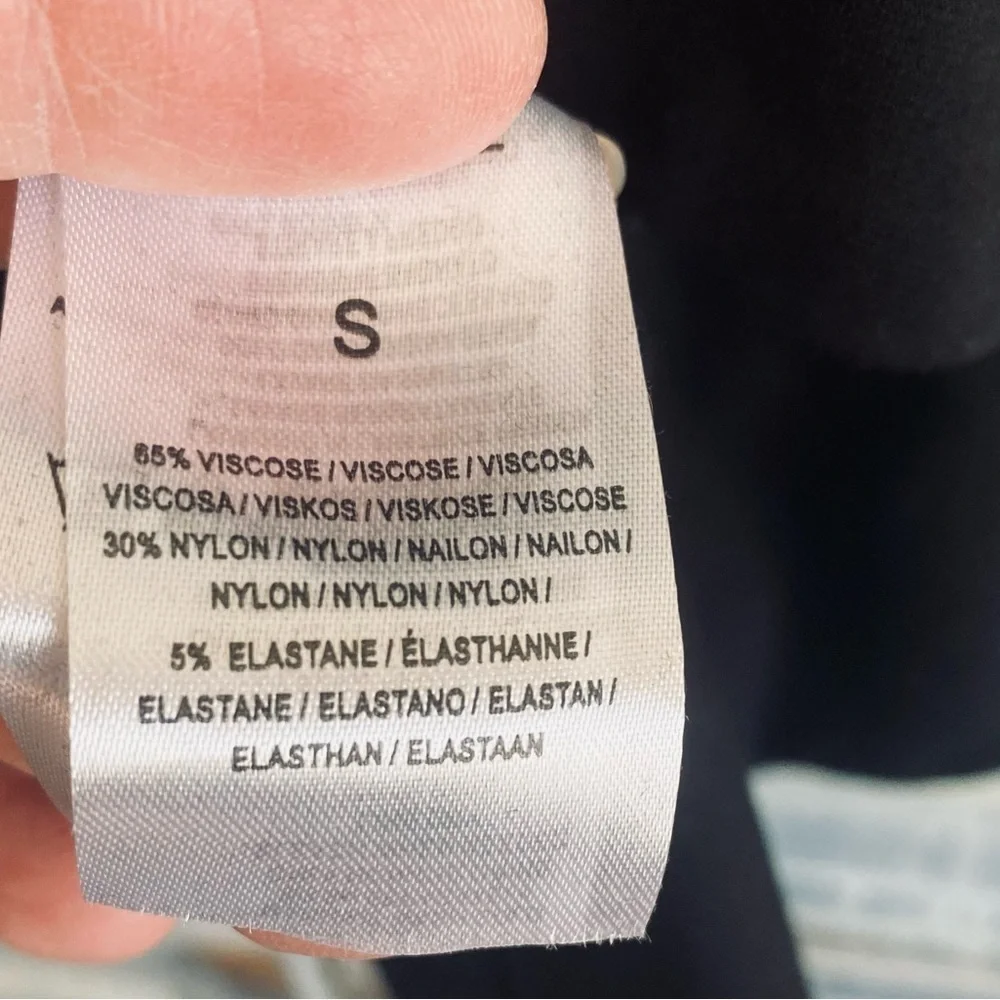 S
65% VISCOSE / VISCOSE / VISCOSA
VISCOSA / VISKOS / VISKOSE / VISCOSE
30% NYLON / NYLON / NAILON / NAILON /
NYLON / NYLON / NYLON /
5% ELASTANE / ÉLASTHANNE /
ELASTANE / ELASTANO / ELASTAN /
ELASTHAN / ELASTAAN